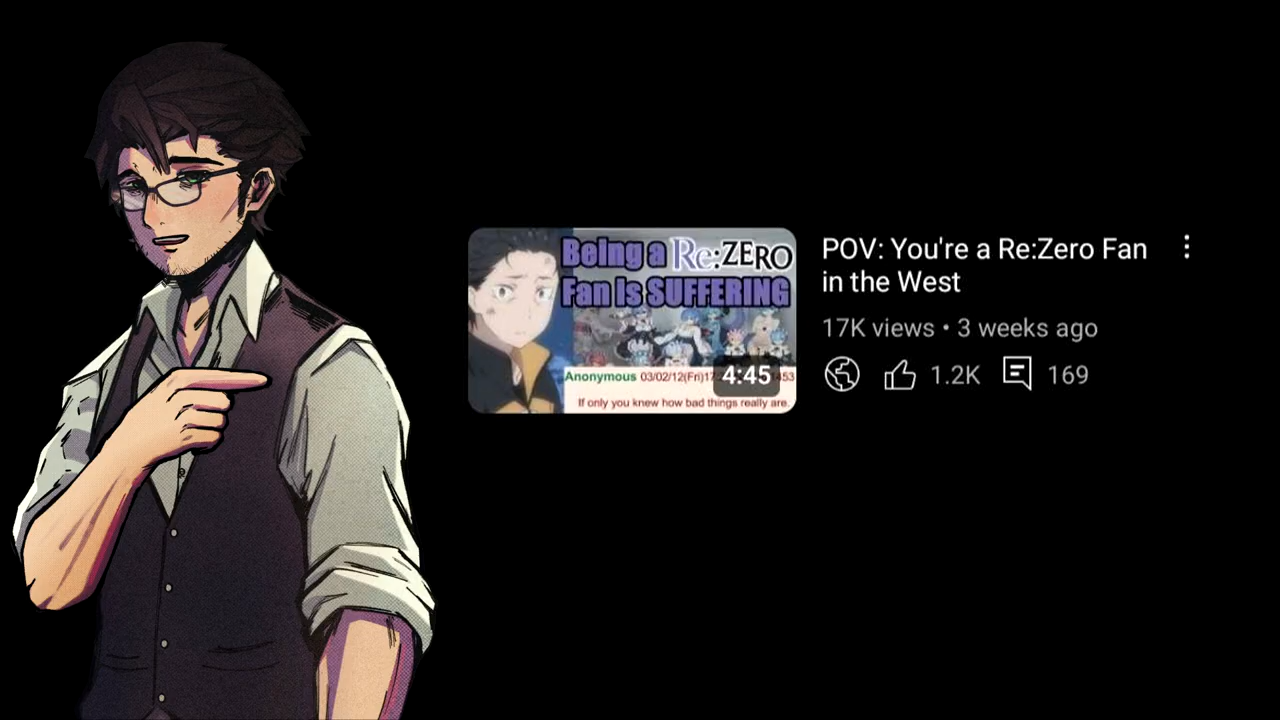 Being a Re:ZERO
Fan is SUFFERING
Anonymous 03/02/12(Fri)17
453
4:45
If only you knew how bad things really are.
POV: You're a Re:Zero Fan
in the West
17K views • 3 weeks ago
1.2K 169